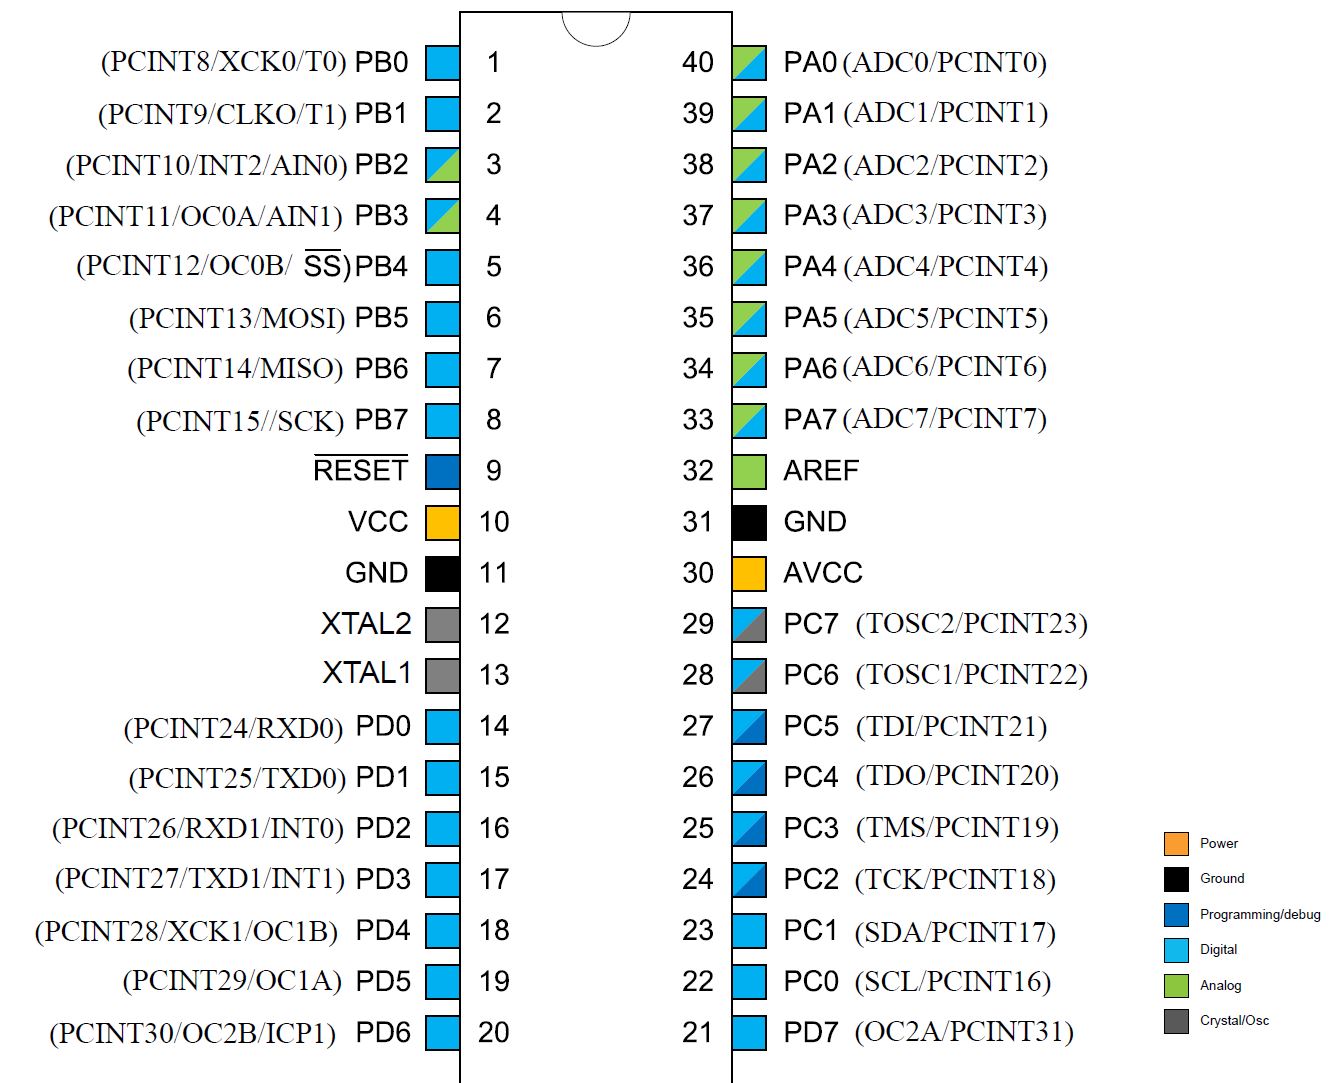 (PCINT8/XCK0/T0) PB0 1 40 PA0 (ADC0/PCINT0)
(PCINT9/CLKO/T1) PB1 2 39 PA1 (ADC1/PCINT1)
(PCINT10/INT2/AIN0) PB2 3 38 PA2 (ADC2/PCINT2)
(PCINT11/OC0A/AIN1) PB3 4 37 PA3 (ADC3/PCINT3)
(PCINT12/OC0B/ S̅S̅) PB4 5 36 PA4 (ADC4/PCINT4)
(PCINT13/MOSI) PB5 6 35 PA5 (ADC5/PCINT5)
(PCINT14/MISO) PB6 7 34 PA6 (ADC6/PCINT6)
(PCINT15//SCK) PB7 8 33 PA7 (ADC7/PCINT7)
R̅E̅S̅E̅T̅ 9 32 AREF
VCC 10 31 GND
GND 11 30 AVCC
XTAL2 12 29 PC7 (TOSC2/PCINT23)
XTAL1 13 28 PC6 (TOSC1/PCINT22)
(PCINT24/RXD0) PD0 14 27 PC5 (TDI/PCINT21)
(PCINT25/TXD0) PD1 15 26 PC4 (TDO/PCINT20)
(PCINT26/RXD1/INT0) PD2 16 25 PC3 (TMS/PCINT19)
(PCINT27/TXD1/INT1) PD3 17 24 PC2 (TCK/PCINT18)
(PCINT28/XCK1/OC1B) PD4 18 23 PC1 (SDA/PCINT17)
(PCINT29/OC1A) PD5 19 22 PC0 (SCL/PCINT16)
(PCINT30/OC2B/ICP1) PD6 20 21 PD7 (OC2A/PCINT31)
Power
Ground
Programming/debug
Digital
Analog
Crystal/Osc